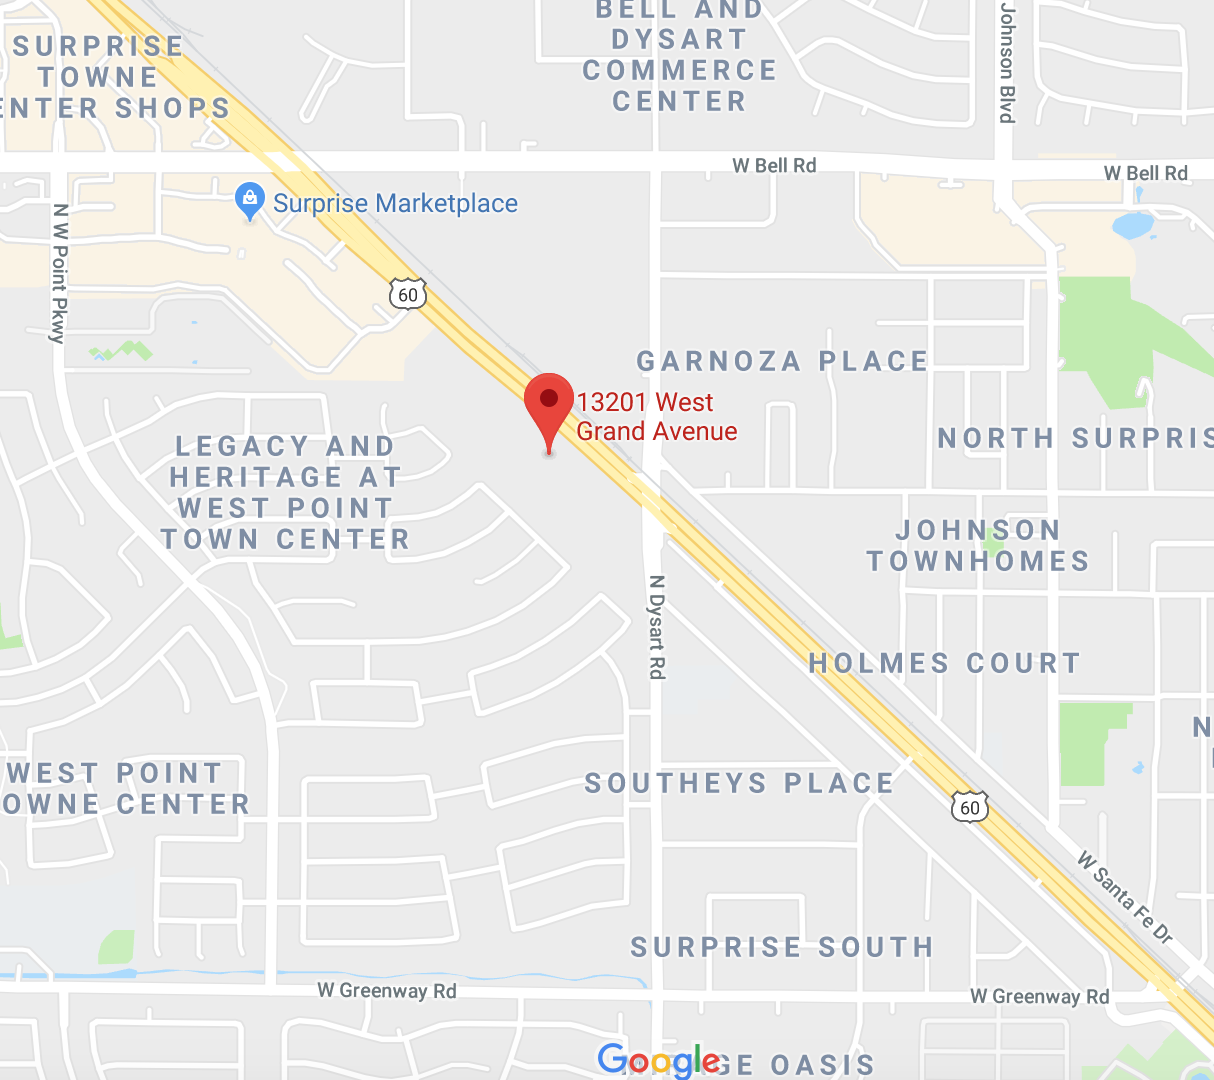 BELL AND
DYSART
COMMERCE
CENTER
Johnson Blvd
SURPRISE
TOWNE
ENTER SHOPS
W Bell Rd
W Bell Rd
Surprise Marketplace
N W Point Pkwy
60
GARNOZA PLACE
13201 West
Grand Avenue
NORTH SURPRIS
LEGACY AND
HERITAGE AT
WEST POINT
TOWN CENTER
JOHNSON
TOWNHOMES
N Dysart Rd
HOLMES COURT
N
WEST POINT
OWNE CENTER
SOUTHEYS PLACE
60
W Santa Fe Dr
SURPRISE SOUTH
W Greenway Rd
W Greenway Rd
Google
GE OASIS